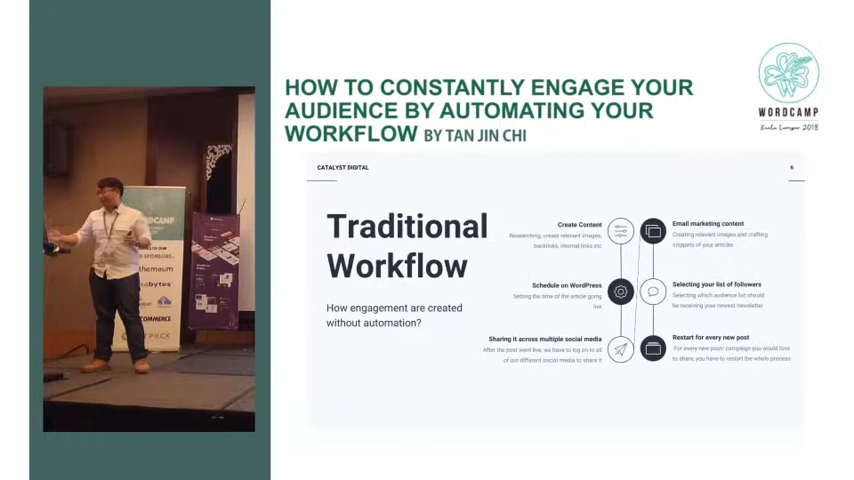 HOW TO CONSTANTLY ENGAGE YOUR
AUDIENCE BY AUTOMATING YOUR
WORKFLOW BY TAN JIN CHI
WORDCAMP
Kuala Lumpur 2018
CATALYST DIGITAL
6
Traditional
Workflow
How engagement are created
without automation?
Create Content
Researching, create relevant images,
backlinks, internal links etc
Schedule on WordPress
Setting the time of the article going
live
Sharing it across multiple social media
After the post went live, we have to log on to all
of our different social media to share it
Email marketing content
Creating relevant images and crafting
snippets of your articles
Selecting your list of followers
Selecting which audience list should
be receiving your newest newsletter
Restart for every new post
For every new post/ campaign you would love
to share, you have to restart the whole process
RDCAMP
SPONSORS
themeum
abytes
COMMERCE